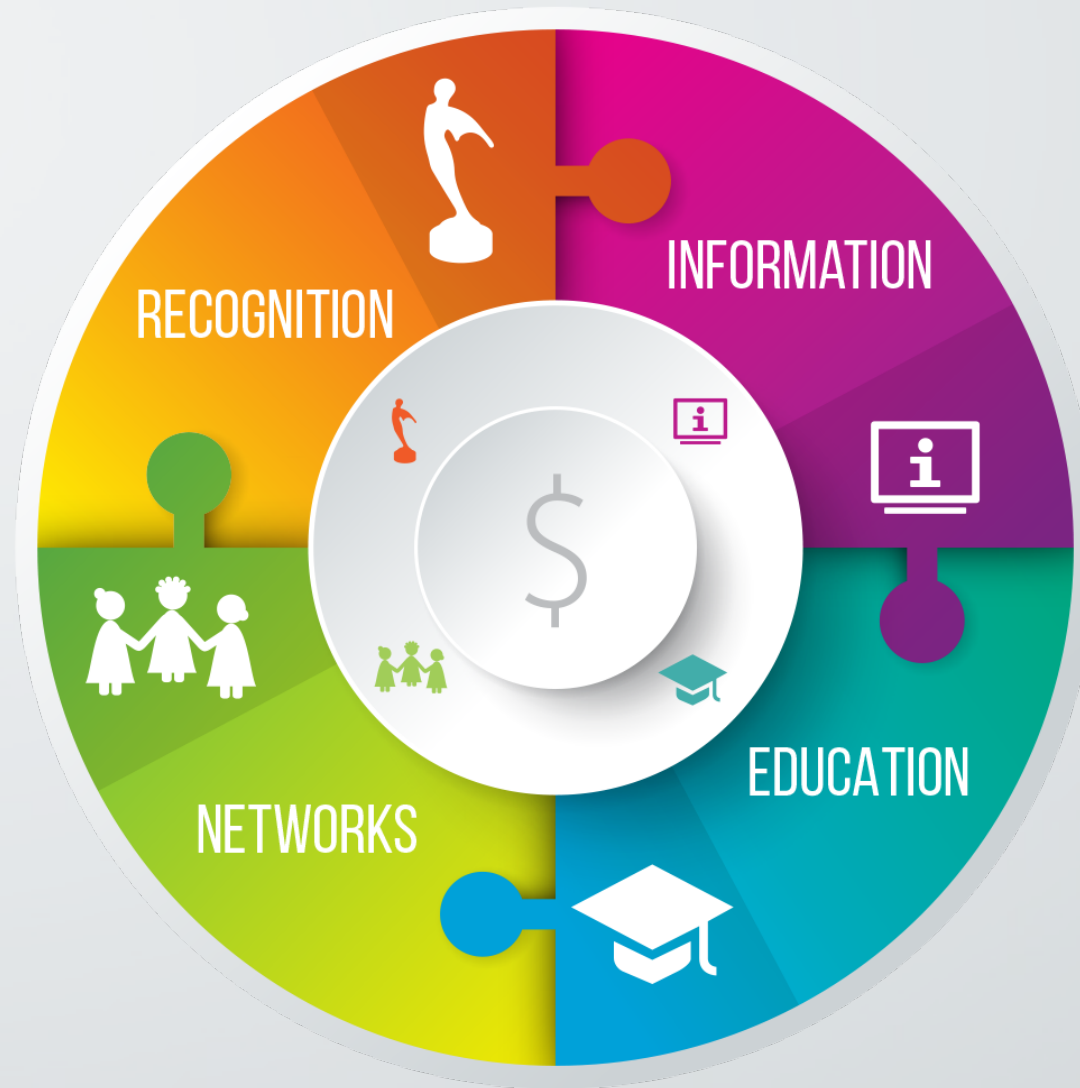 RECOGNITION
INFORMATION
i
i
$
EDUCATION
NETWORKS